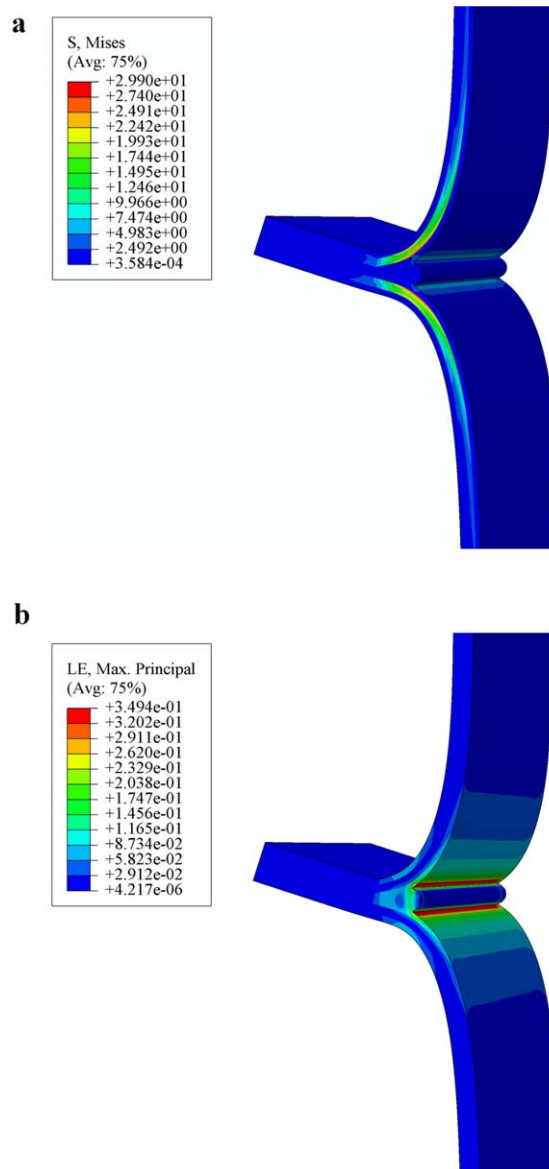 a
S, Mises
(Avg: 75%)
+2.990e+01
+2.740e+01
+2.491e+01
+2.242e+01
+1.993e+01
+1.744e+01
+1.495e+01
+1.246e+01
+9.966e+00
+7.474e+00
+4.983e+00
+2.492e+00
+3.584e-04
b
LE, Max. Principal
(Avg: 75%)
+3.494e-01
+3.202e-01
+2.911e-01
+2.620e-01
+2.329e-01
+2.038e-01
+1.747e-01
+1.456e-01
+1.165e-01
+8.734e-02
+5.823e-02
+2.912e-02
+4.217e-06